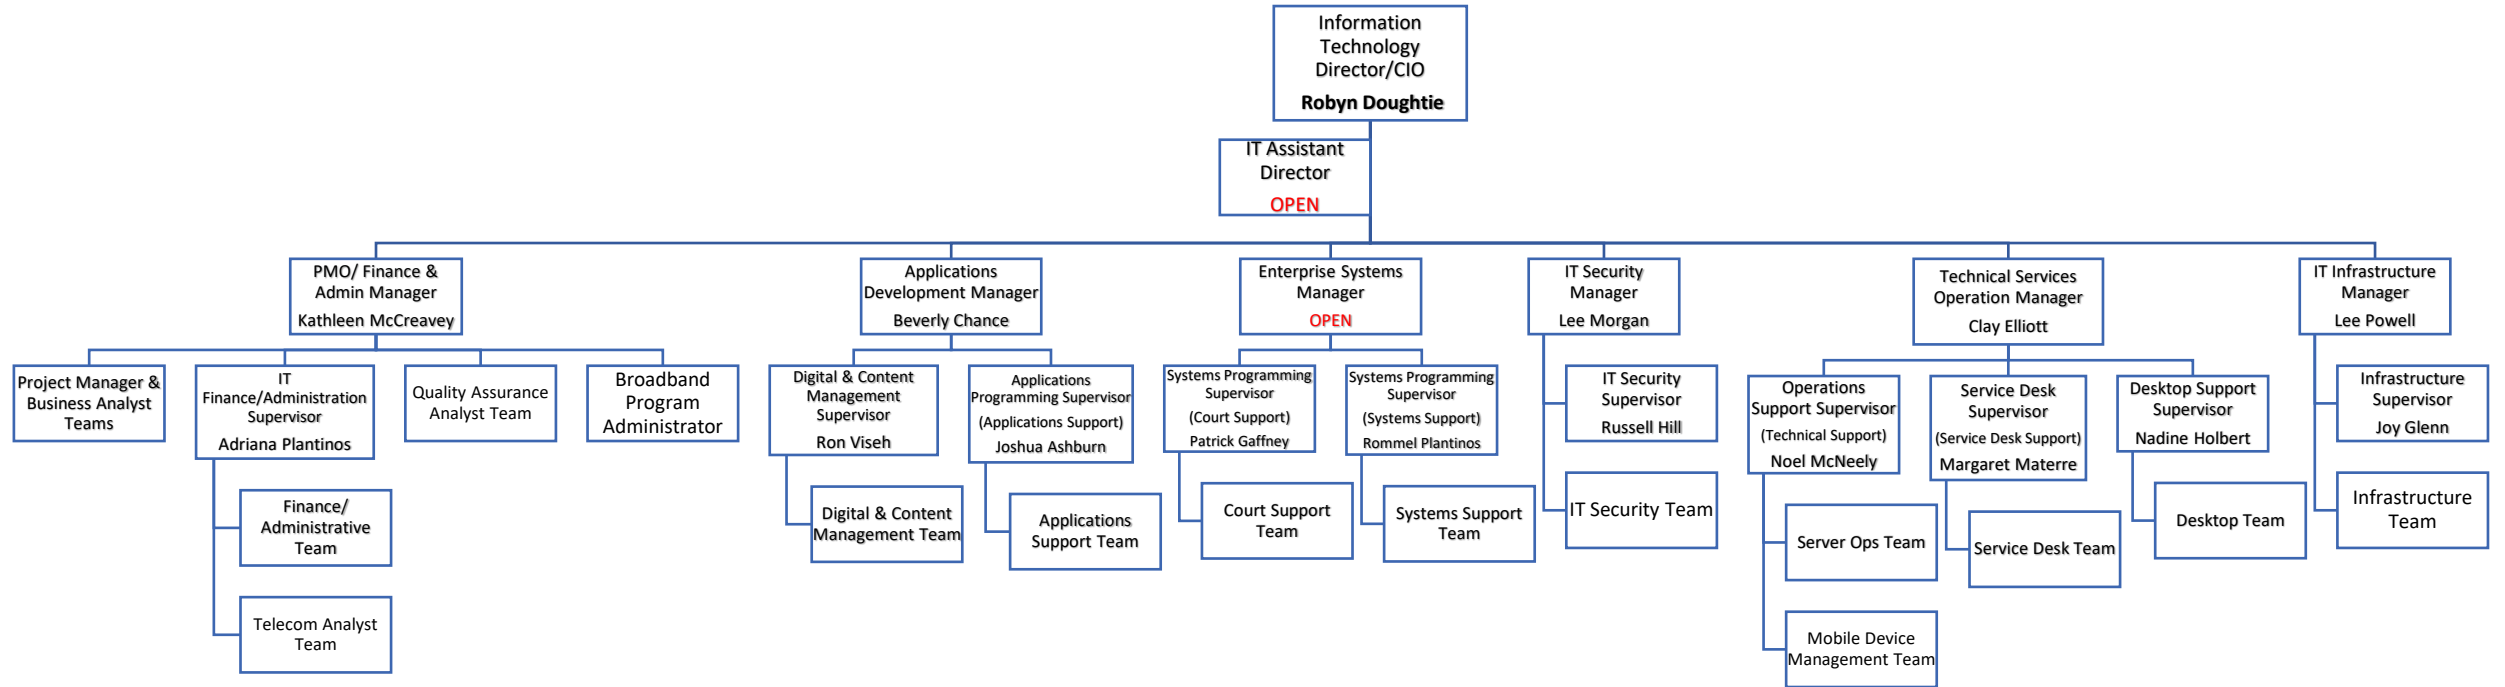 Information
Technology
Director/CIO
Robyn Doughtie
IT Assistant
Director
OPEN
PMO/ Finance &
Admin Manager
Kathleen McCreavey
Applications
Development Manager
Beverly Chance
Enterprise Systems
Manager
OPEN
IT Security
Manager
Lee Morgan
Technical Services
Operation Manager
Clay Elliott
IT Infrastructure
Manager
Lee Powell
Project Manager &
Business Analyst
Teams
IT
Finance/Administration
Supervisor
Adriana Plantinos
Quality Assurance
Analyst Team
Broadband
Program
Administrator
Digital & Content
Management
Supervisor
Ron Viseh
Applications
Programming Supervisor
(Applications Support)
Joshua Ashburn
Systems Programming
Supervisor
(Court Support)
Patrick Gaffney
Systems Programming
Supervisor
(Systems Support)
Rommel Plantinos
IT Security
Supervisor
Russell Hill
Operations
Support Supervisor
(Technical Support)
Noel McNeely
Service Desk
Supervisor
(Service Desk Support)
Margaret Materre
Desktop Support
Supervisor
Nadine Holbert
Infrastructure
Supervisor
Joy Glenn
Finance/
Administrative
Team
Telecom Analyst
Team
Digital & Content
Management Team
Applications
Support Team
Court Support
Team
Systems Support
Team
IT Security Team
Server Ops Team
Mobile Device
Management Team
Service Desk Team
Desktop Team
Infrastructure
Team